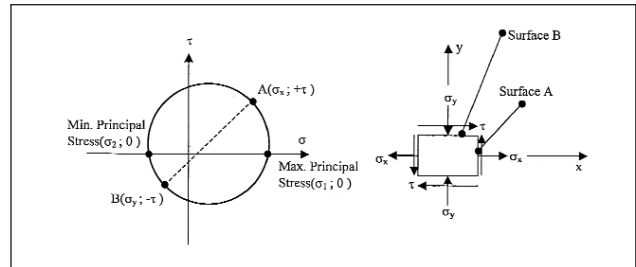 τ
A(σx ; +τ)
Min. Principal
Stress(σ2 ; 0)
σ
Max. Principal
Stress(σ1 ; 0)
B(σy ; -τ)
y
Surface B
Surface A
σy
τ
σx
σx
x
τ
σy